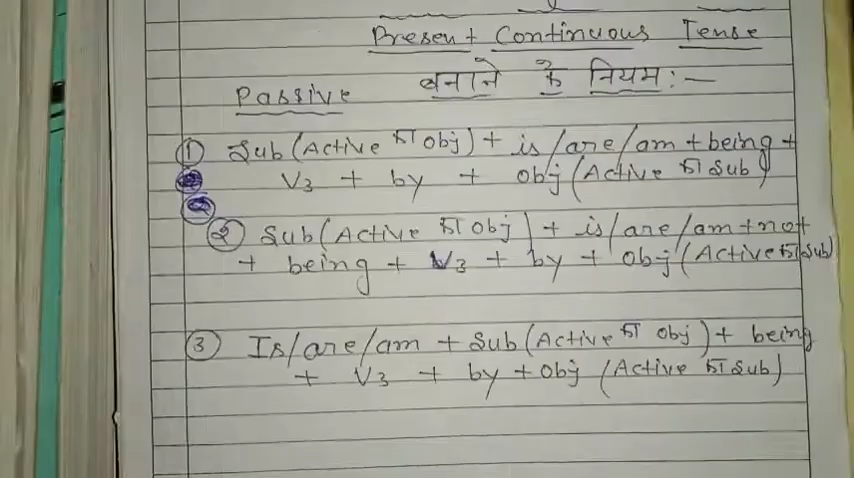 Present Continuous Tense
Passive बनाने के नियम :-
① Sub (Active का Obj) + is/are/am + being +
V3 + by + Obj (Active का Sub)
② Sub (Active का Obj) + is/are/am + not
+ being + V3 + by + Obj (Active का Sub)
③ Is/are/am + Sub (Active का Obj) + being
+ V3 + by + Obj (Active का Sub)